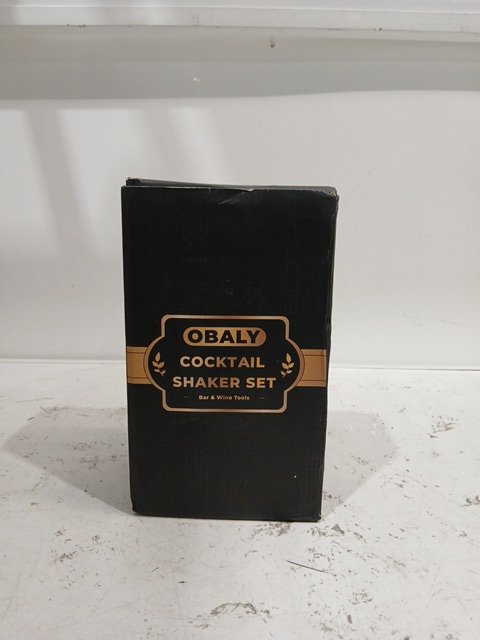 OBALY
COCKTAIL
SHAKER SET
Bar & Wine Tools